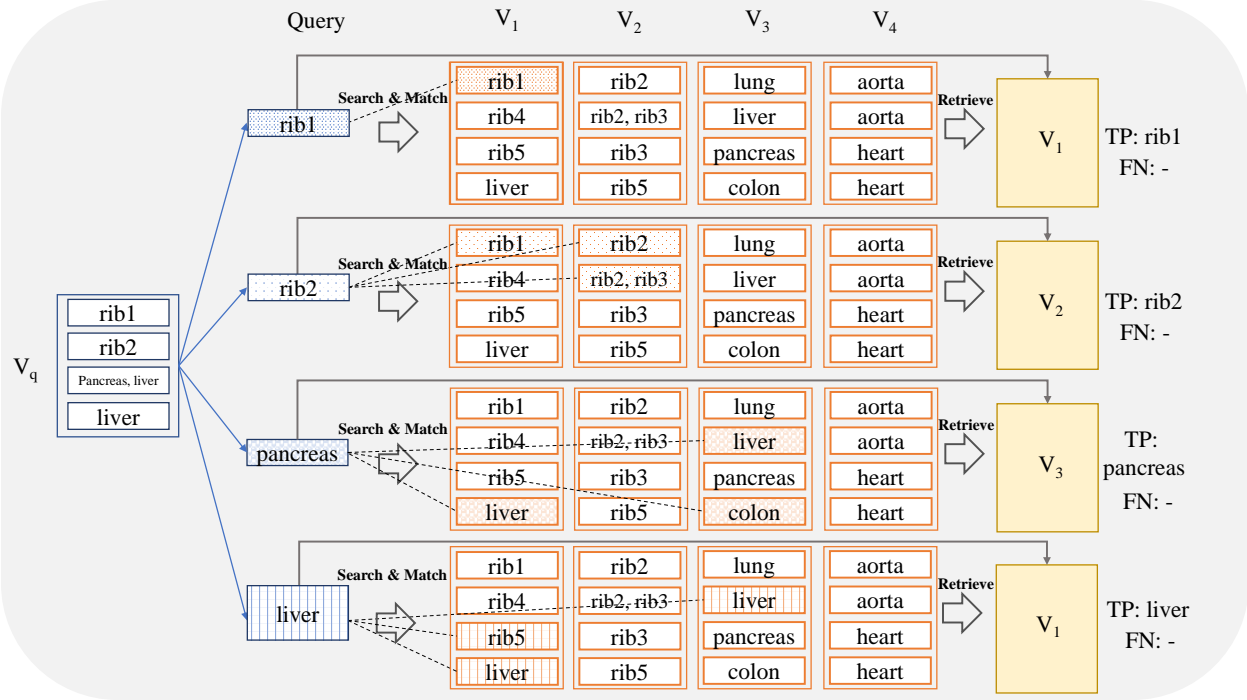 Query V1 V2 V3 V4
Search & Match
Retrieve
rib1
rib1 rib2 lung aorta
rib4 rib2, rib3 liver aorta
rib5 rib3 pancreas heart
liver rib5 colon heart
V1
TP: rib1
FN: -
Search & Match
Retrieve
rib2
rib1 rib2 lung aorta
rib4 rib2, rib3 liver aorta
rib5 rib3 pancreas heart
liver rib5 colon heart
V2
TP: rib2
FN: -
Vq
rib1
rib2
Pancreas, liver
liver
Search & Match
Retrieve
pancreas
rib1 rib2 lung aorta
rib4 rib2, rib3 liver aorta
rib5 rib3 pancreas heart
liver rib5 colon heart
V3
TP:
pancreas
FN: -
Search & Match
Retrieve
liver
rib1 rib2 lung aorta
rib4 rib2, rib3 liver aorta
rib5 rib3 pancreas heart
liver rib5 colon heart
V1
TP: liver
FN: -